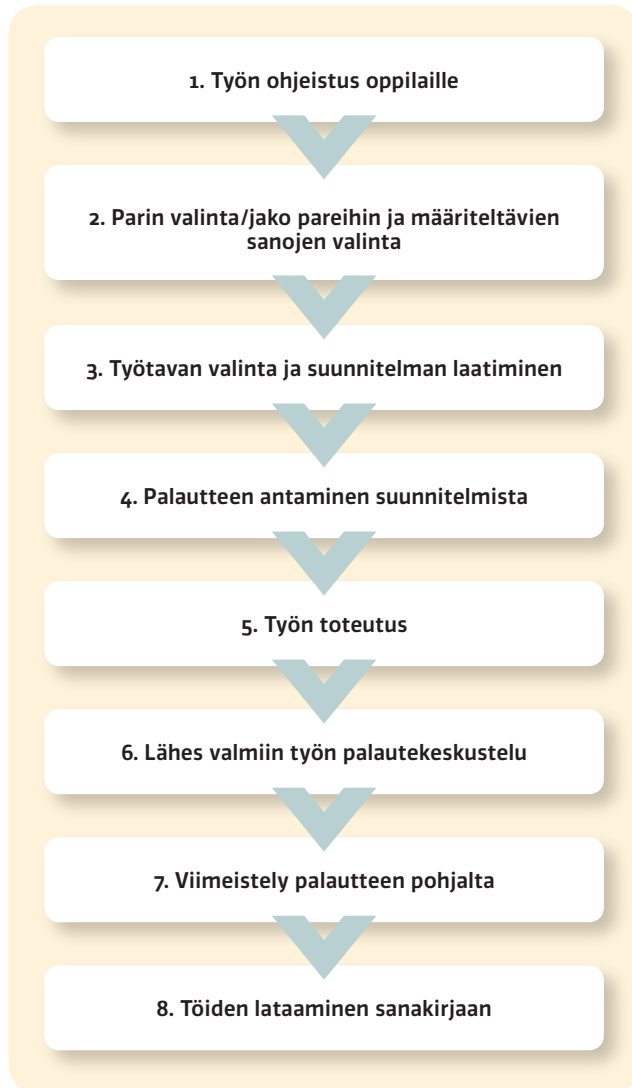 1. Työn ohjeistus oppilaille
2. Parin valinta/jako pareihin ja määriteltävien
sanojen valinta
3. Työtavan valinta ja suunnitelman laatiminen
4. Palautteen antaminen suunnitelmista
5. Työn toteutus
6. Lähes valmiin työn palautekeskustelu
7. Viimeistely palautteen pohjalta
8. Töiden lataaminen sanakirjaan